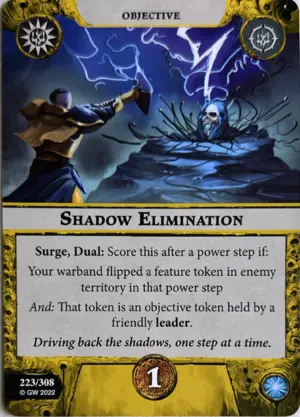 OBJECTIVE
SHADOW ELIMINATION
Surge, Dual: Score this after a power step if:
Your warband flipped a feature token in enemy
territory in that power step
And: That token is an objective token held by a
friendly leader.
Driving back the shadows, one step at a time.
223/308
© GW 2022
1